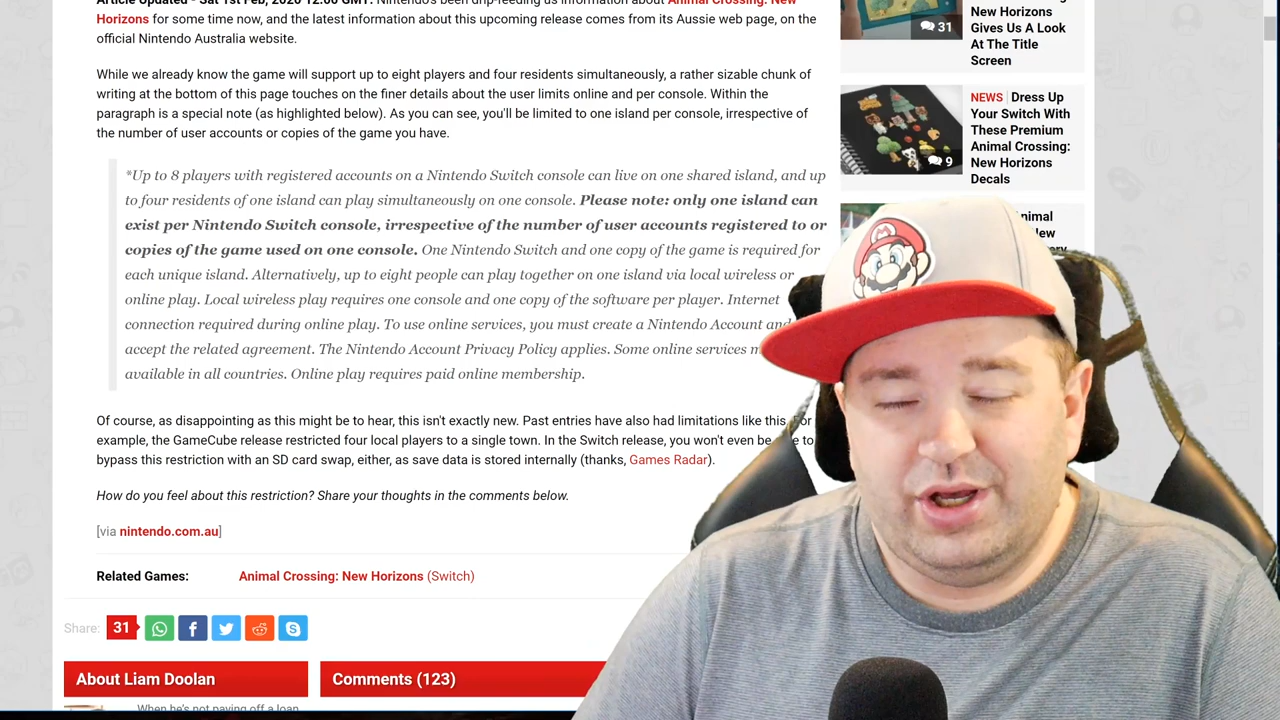 Article Updated - Sat 1st Feb, 2020 12:00 GMT: Nintendo's been drip-feeding us information about Animal Crossing: New
Horizons for some time now, and the latest information about this upcoming release comes from its Aussie web page, on the
official Nintendo Australia website.
While we already know the game will support up to eight players and four residents simultaneously, a rather sizable chunk of
writing at the bottom of this page touches on the finer details about the user limits online and per console. Within the
paragraph is a special note (as highlighted below). As you can see, you'll be limited to one island per console, irrespective of
the number of user accounts or copies of the game you have.
*Up to 8 players with registered accounts on a Nintendo Switch console can live on one shared island, and up
to four residents of one island can play simultaneously on one console. Please note: only one island can
exist per Nintendo Switch console, irrespective of the number of user accounts registered to or
copies of the game used on one console. One Nintendo Switch and one copy of the game is required for
each unique island. Alternatively, up to eight people can play together on one island via local wireless or
online play. Local wireless play requires one console and one copy of the software per player. Internet
connection required during online play. To use online services, you must create a Nintendo Account and
accept the related agreement. The Nintendo Account Privacy Policy applies. Some online services
available in all countries. Online play requires paid online membership.
Of course, as disappointing as this might be to hear, this isn't exactly new. Past entries have also had limitations like this. For
example, the GameCube release restricted four local players to a single town. In the Switch release, you won't even be to
bypass this restriction with an SD card swap, either, as save data is stored internally (thanks, Games Radar).
How do you feel about this restriction? Share your thoughts in the comments below.
[via nintendo.com.au]
Related Games: Animal Crossing: New Horizons (Switch)
Share: 31
About Liam Doolan
Comments (123)
When he's not paying off a loan
31
New Horizons
Gives Us A Look
At The Title
Screen
9
NEWS Dress Up
Your Switch With
These Premium
Animal Crossing:
New Horizons
Decals
M